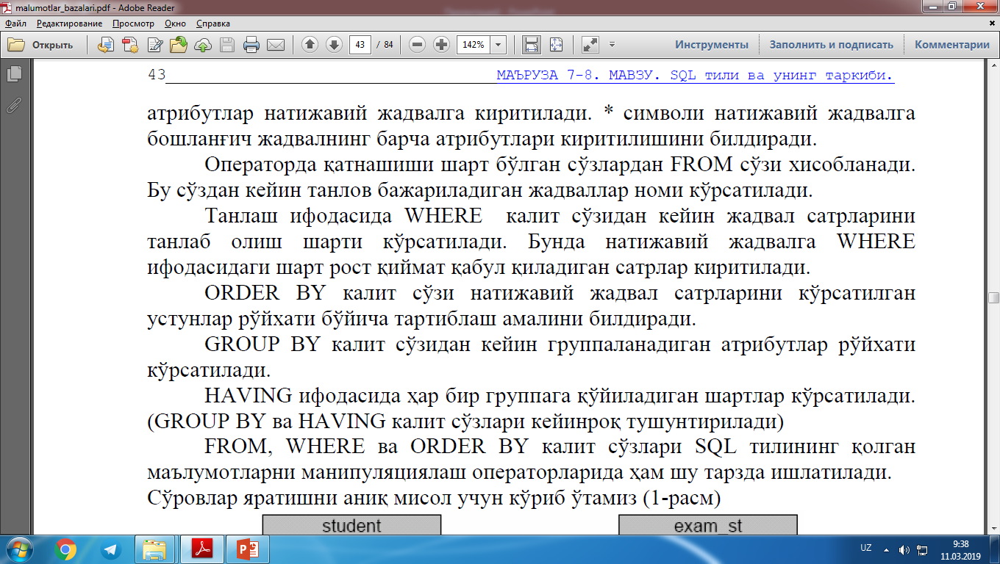 malumotlar_bazalari.pdf - Adobe Reader
Файл Редактирование Просмотр Окно Справка
Открыть 43 / 84 142% Инструменты Заполнить и подписать Комментарии
43 МАЪРУЗА 7-8. МАВЗУ. SQL тили ва унинг таркиби.
атрибутлар натижавий жадвалга киритилади. * символи натижавий жадвалга
бошланғич жадвалнинг барча атрибутлари киритилишини билдиради.
Операторда қатнашиши шарт бўлган сўзлардан FROM сўзи хисобланади.
Бу сўздан кейин танлов бажариладиган жадваллар номи кўрсатилади.
Танлаш ифодасида WHERE калит сўзидан кейин жадвал сатрларини
танлаб олиш шарти кўрсатилади. Бунда натижавий жадвалга WHERE
ифодасидаги шарт рост қиймат қабул қиладиган сатрлар киритилади.
ORDER BY калит сўзи натижавий жадвал сатрларини кўрсатилган
устунлар рўйхати бўйича тартиблаш амалини билдиради.
GROUP BY калит сўзидан кейин группаланадиган атрибутлар рўйхати
кўрсатилади.
HAVING ифодасида ҳар бир группага қўйиладиган шартлар кўрсатилади.
(GROUP BY ва HAVING калит сўзлари кейинроқ тушунтирилади)
FROM, WHERE ва ORDER BY калит сўзлари SQL тилининг қолган
маълумотларни манипуляциялаш операторларида ҳам шу тарзда ишлатилади.
Сўровлар яратишни аниқ мисол учун кўриб ўтамиз (1-расм)
student exam_st
UZ 9:38
11.03.2019